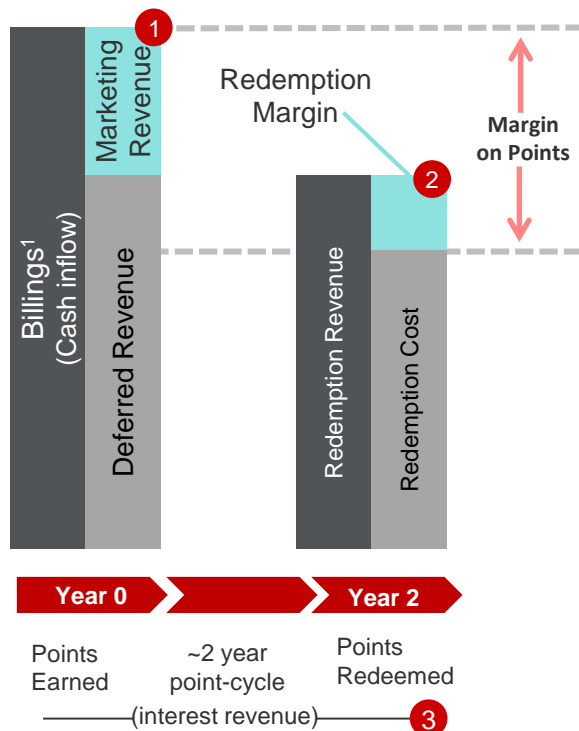 1
Marketing
Revenue
Redemption
Margin
Margin
on Points
2
Billings1
(Cash inflow)
Deferred Revenue
Redemption Revenue
Redemption Cost
Year 0
Year 2
Points
Earned
~2 year
point-cycle
(interest revenue)
Points
Redeemed
3